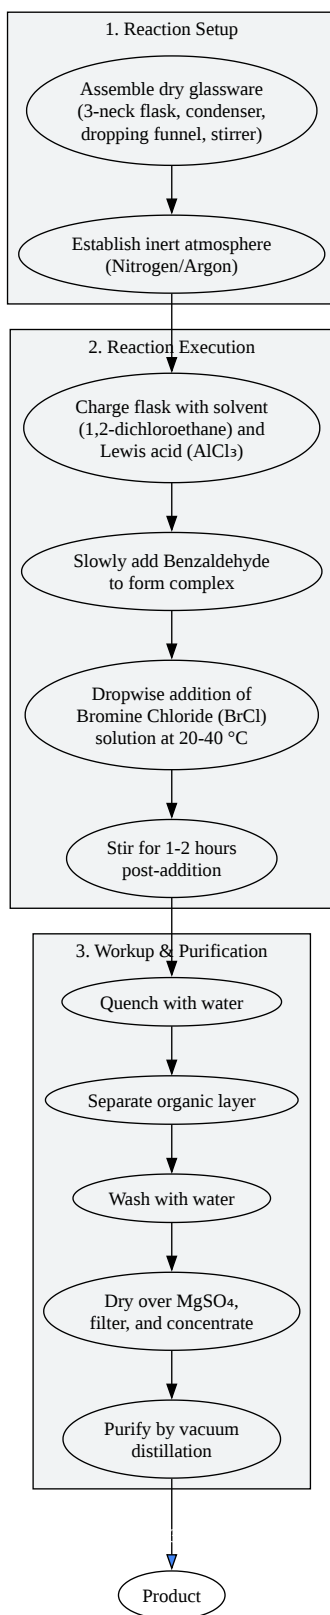 1. Reaction Setup
Assemble dry glassware
(3-neck flask, condenser,
dropping funnel, stirrer)
Establish inert atmosphere
(Nitrogen/Argon)
2. Reaction Execution
Charge flask with solvent
(1,2-dichloroethane) and
Lewis acid (AlCl₃)
Slowly add Benzaldehyde
to form complex
Dropwise addition of
Bromine Chloride (BrCl)
solution at 20-40 °C
Stir for 1-2 hours
post-addition
3. Workup & Purification
Quench with water
Separate organic layer
Wash with water
Dry over MgSO₄,
filter, and concentrate
Purify by vacuum
distillation
Product